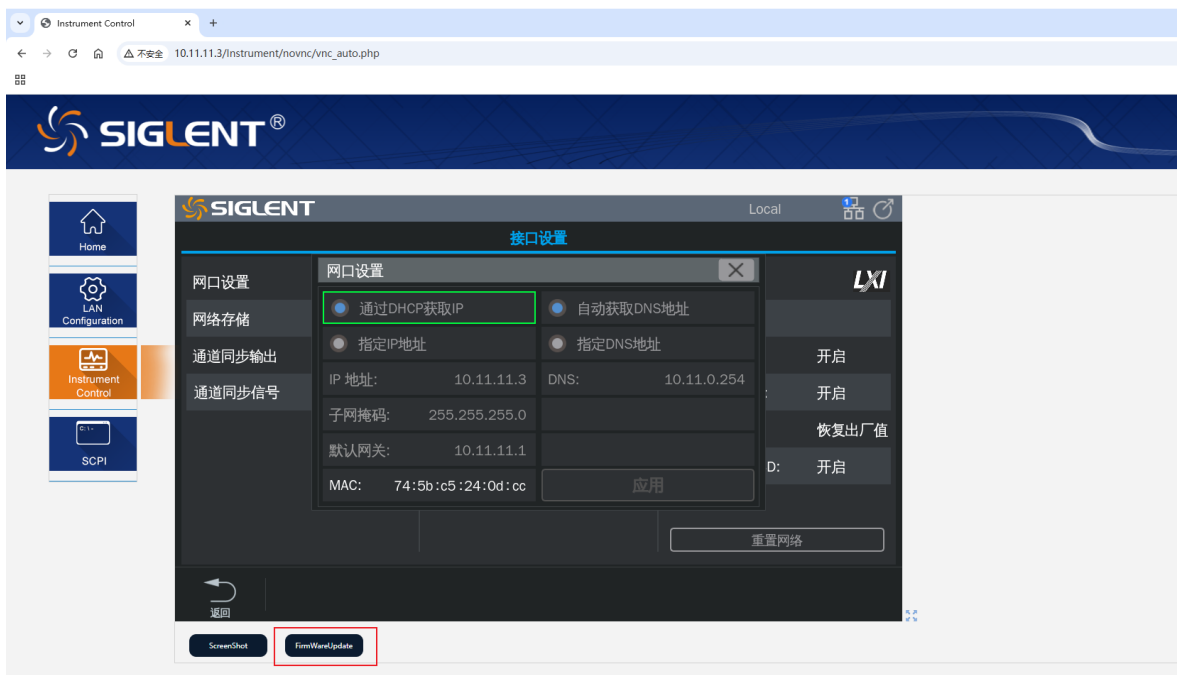 Instrument Control
不安全 10.11.11.3/Instrument/novnc/vnc_auto.php
SIGLENT®
Home
LAN
Configuration
Instrument
Control
C:\-
SCPI
SIGLENT Local 1
接口设置
网口设置
网络存储
通道同步输出
通道同步信号
网口设置
通过DHCP获取IP 自动获取DNS地址
指定IP地址 指定DNS地址
IP 地址: 10.11.11.3 DNS: 10.11.0.254
子网掩码: 255.255.255.0
默认网关: 10.11.11.1
MAC: 74:5b:c5:24:0d:cc 应用
LXI
开启
: 开启
恢复出厂值
D: 开启
重置网络
返回
ScreenShot FirmWareUpdate